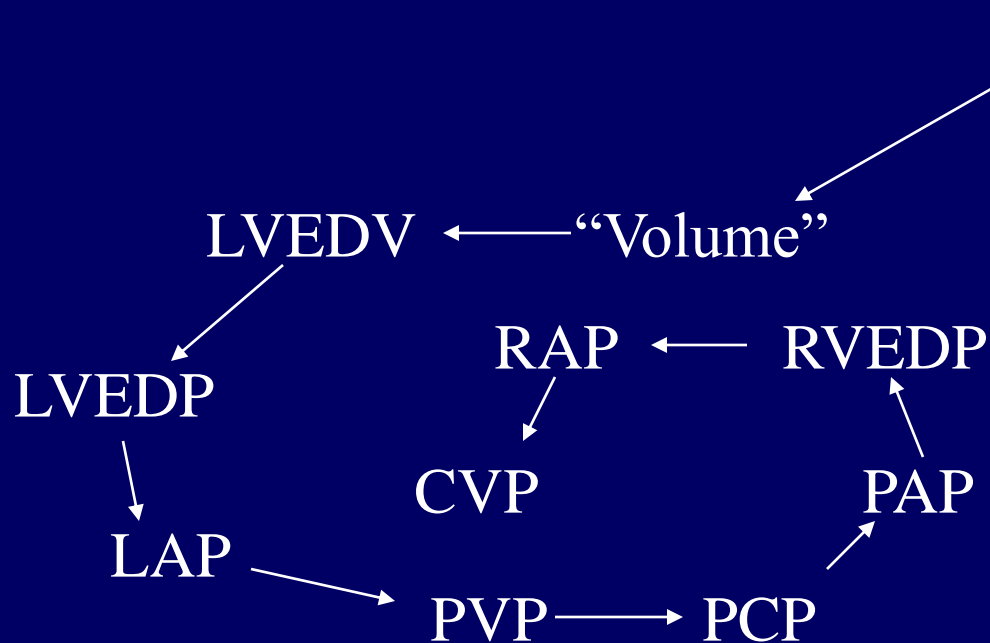 LVEDV “Volume”
RAP RVEDP
LVEDP
CVP PAP
LAP
PVP PCP